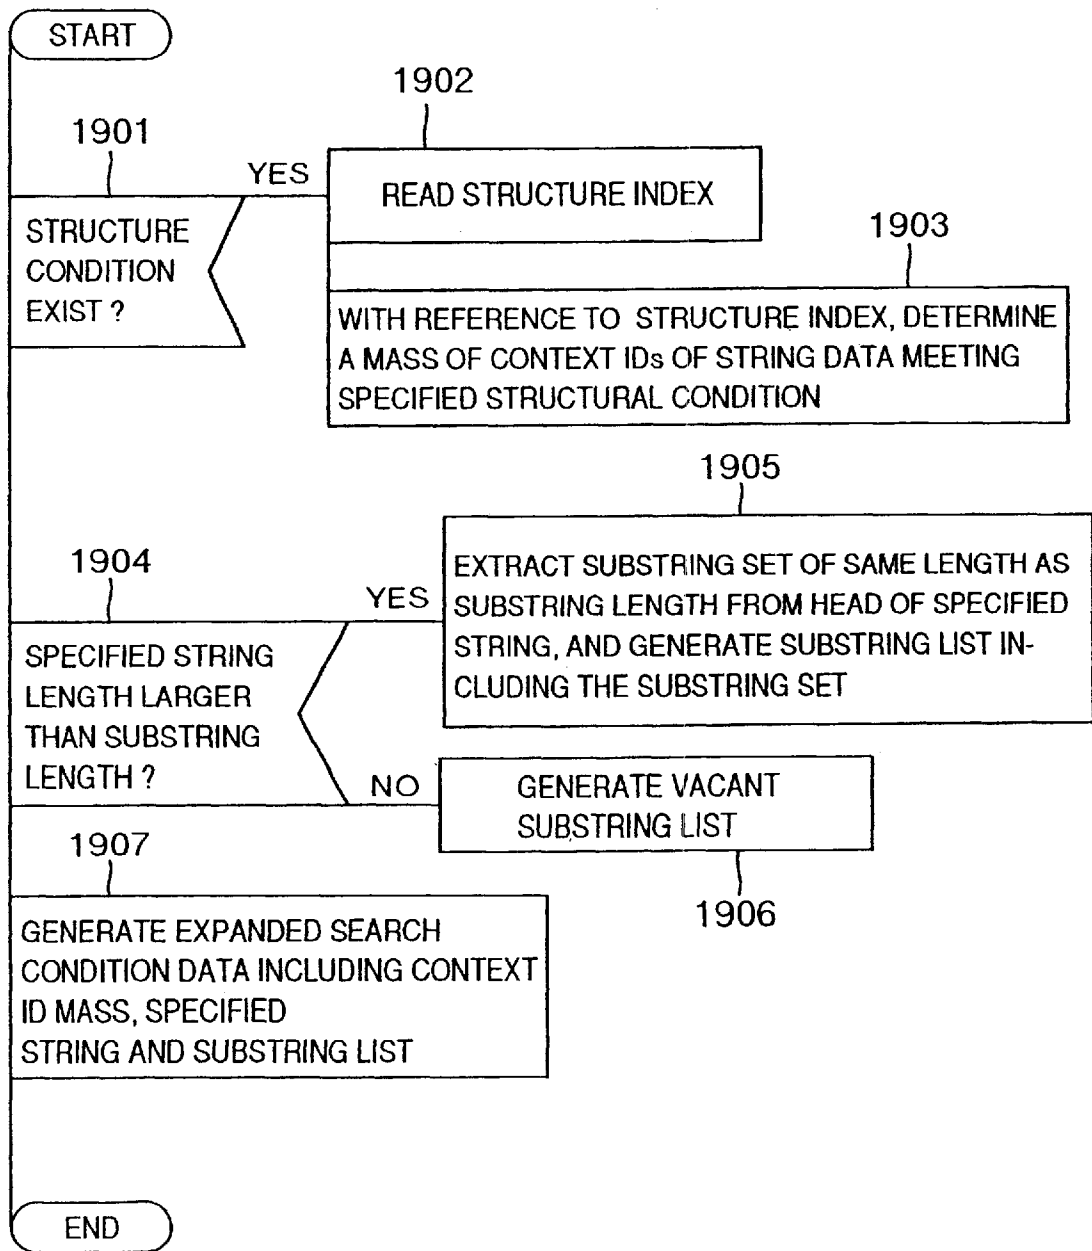 START
1902
1901
YES
READ STRUCTURE INDEX
STRUCTURE
CONDITION
EXIST ?
1903
WITH REFERENCE TO STRUCTURE INDEX, DETERMINE
A MASS OF CONTEXT IDs OF STRING DATA MEETING
SPECIFIED STRUCTURAL CONDITION
1905
1904
YES
EXTRACT SUBSTRING SET OF SAME LENGTH AS
SUBSTRING LENGTH FROM HEAD OF SPECIFIED
STRING, AND GENERATE SUBSTRING LIST IN-
CLUDING THE SUBSTRING SET
SPECIFIED STRING
LENGTH LARGER
THAN SUBSTRING
LENGTH ?
NO
GENERATE VACANT
SUBSTRING LIST
1906
1907
GENERATE EXPANDED SEARCH
CONDITION DATA INCLUDING CONTEXT
ID MASS, SPECIFIED
STRING AND SUBSTRING LIST
END